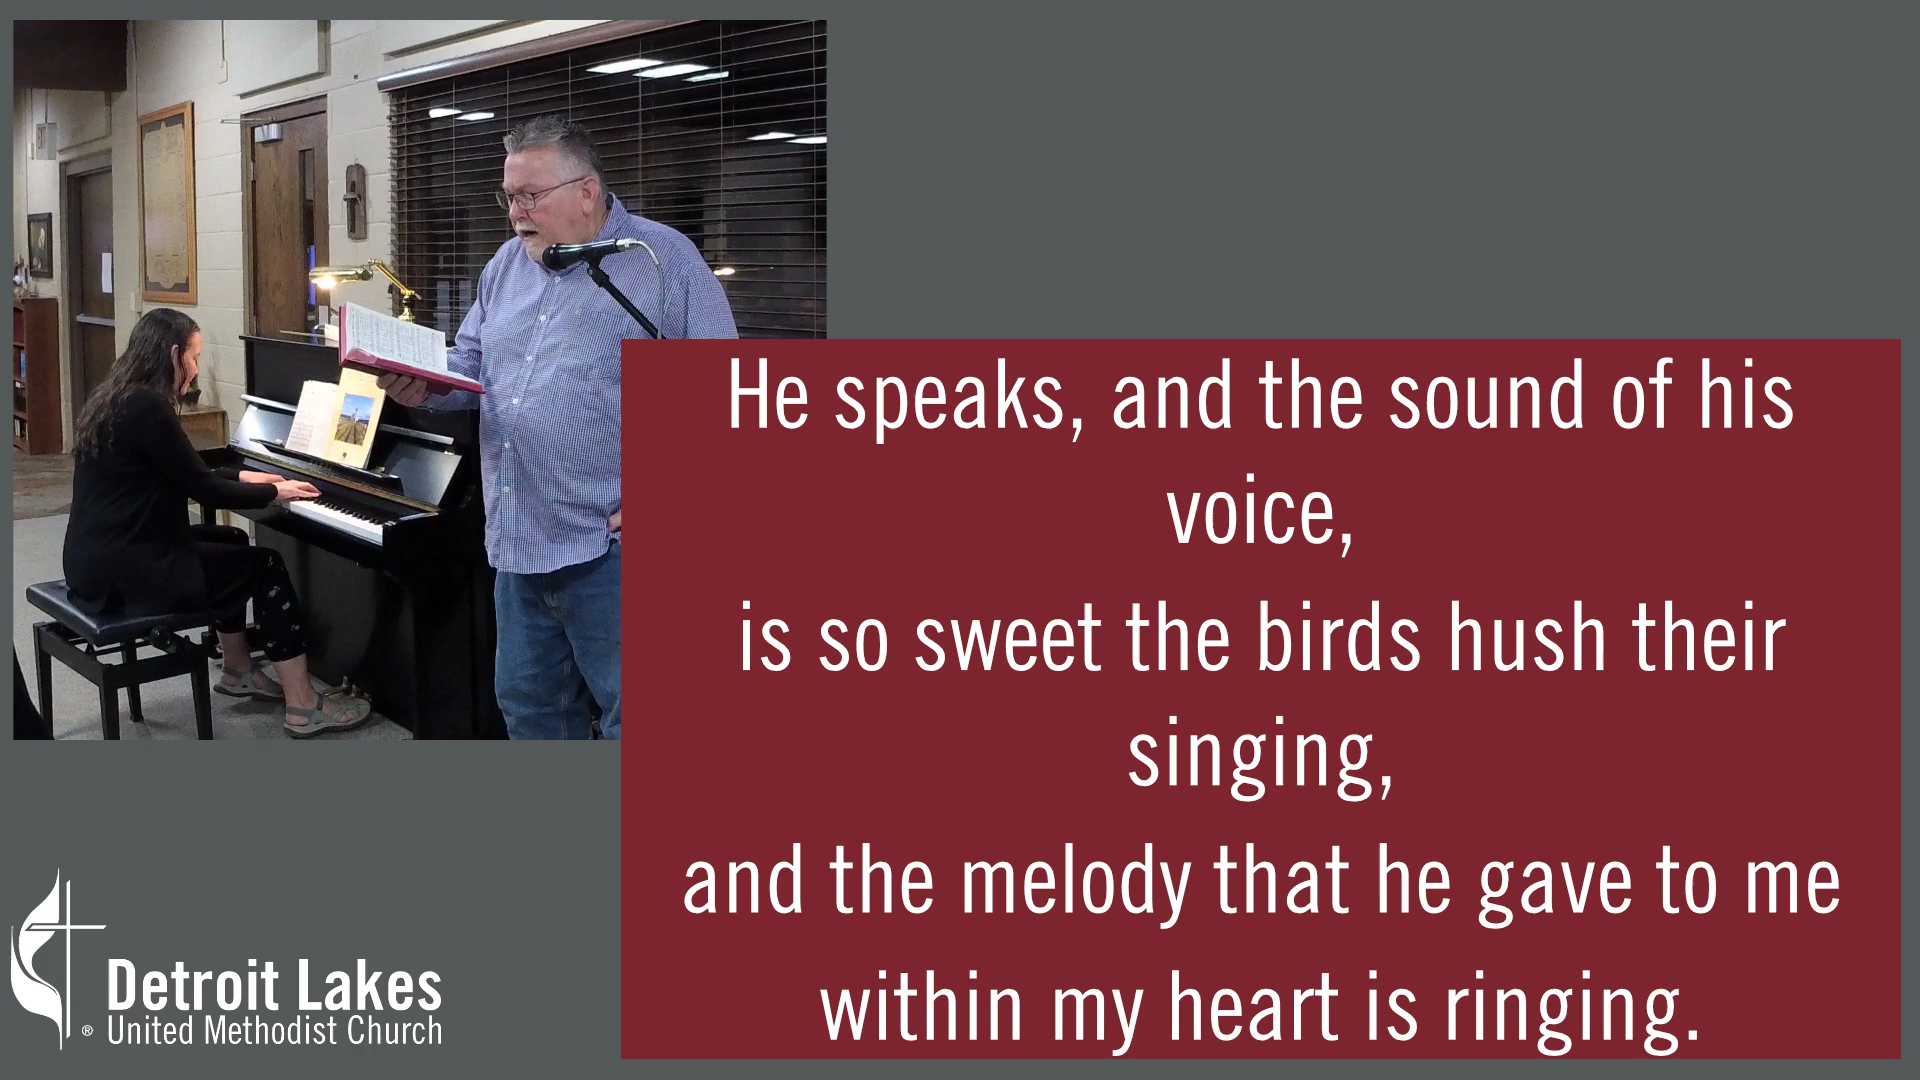 He speaks, and the sound of his
voice,
is so sweet the birds hush their
singing,
and the melody that he gave to me
within my heart is ringing.
Detroit Lakes
® United Methodist Church